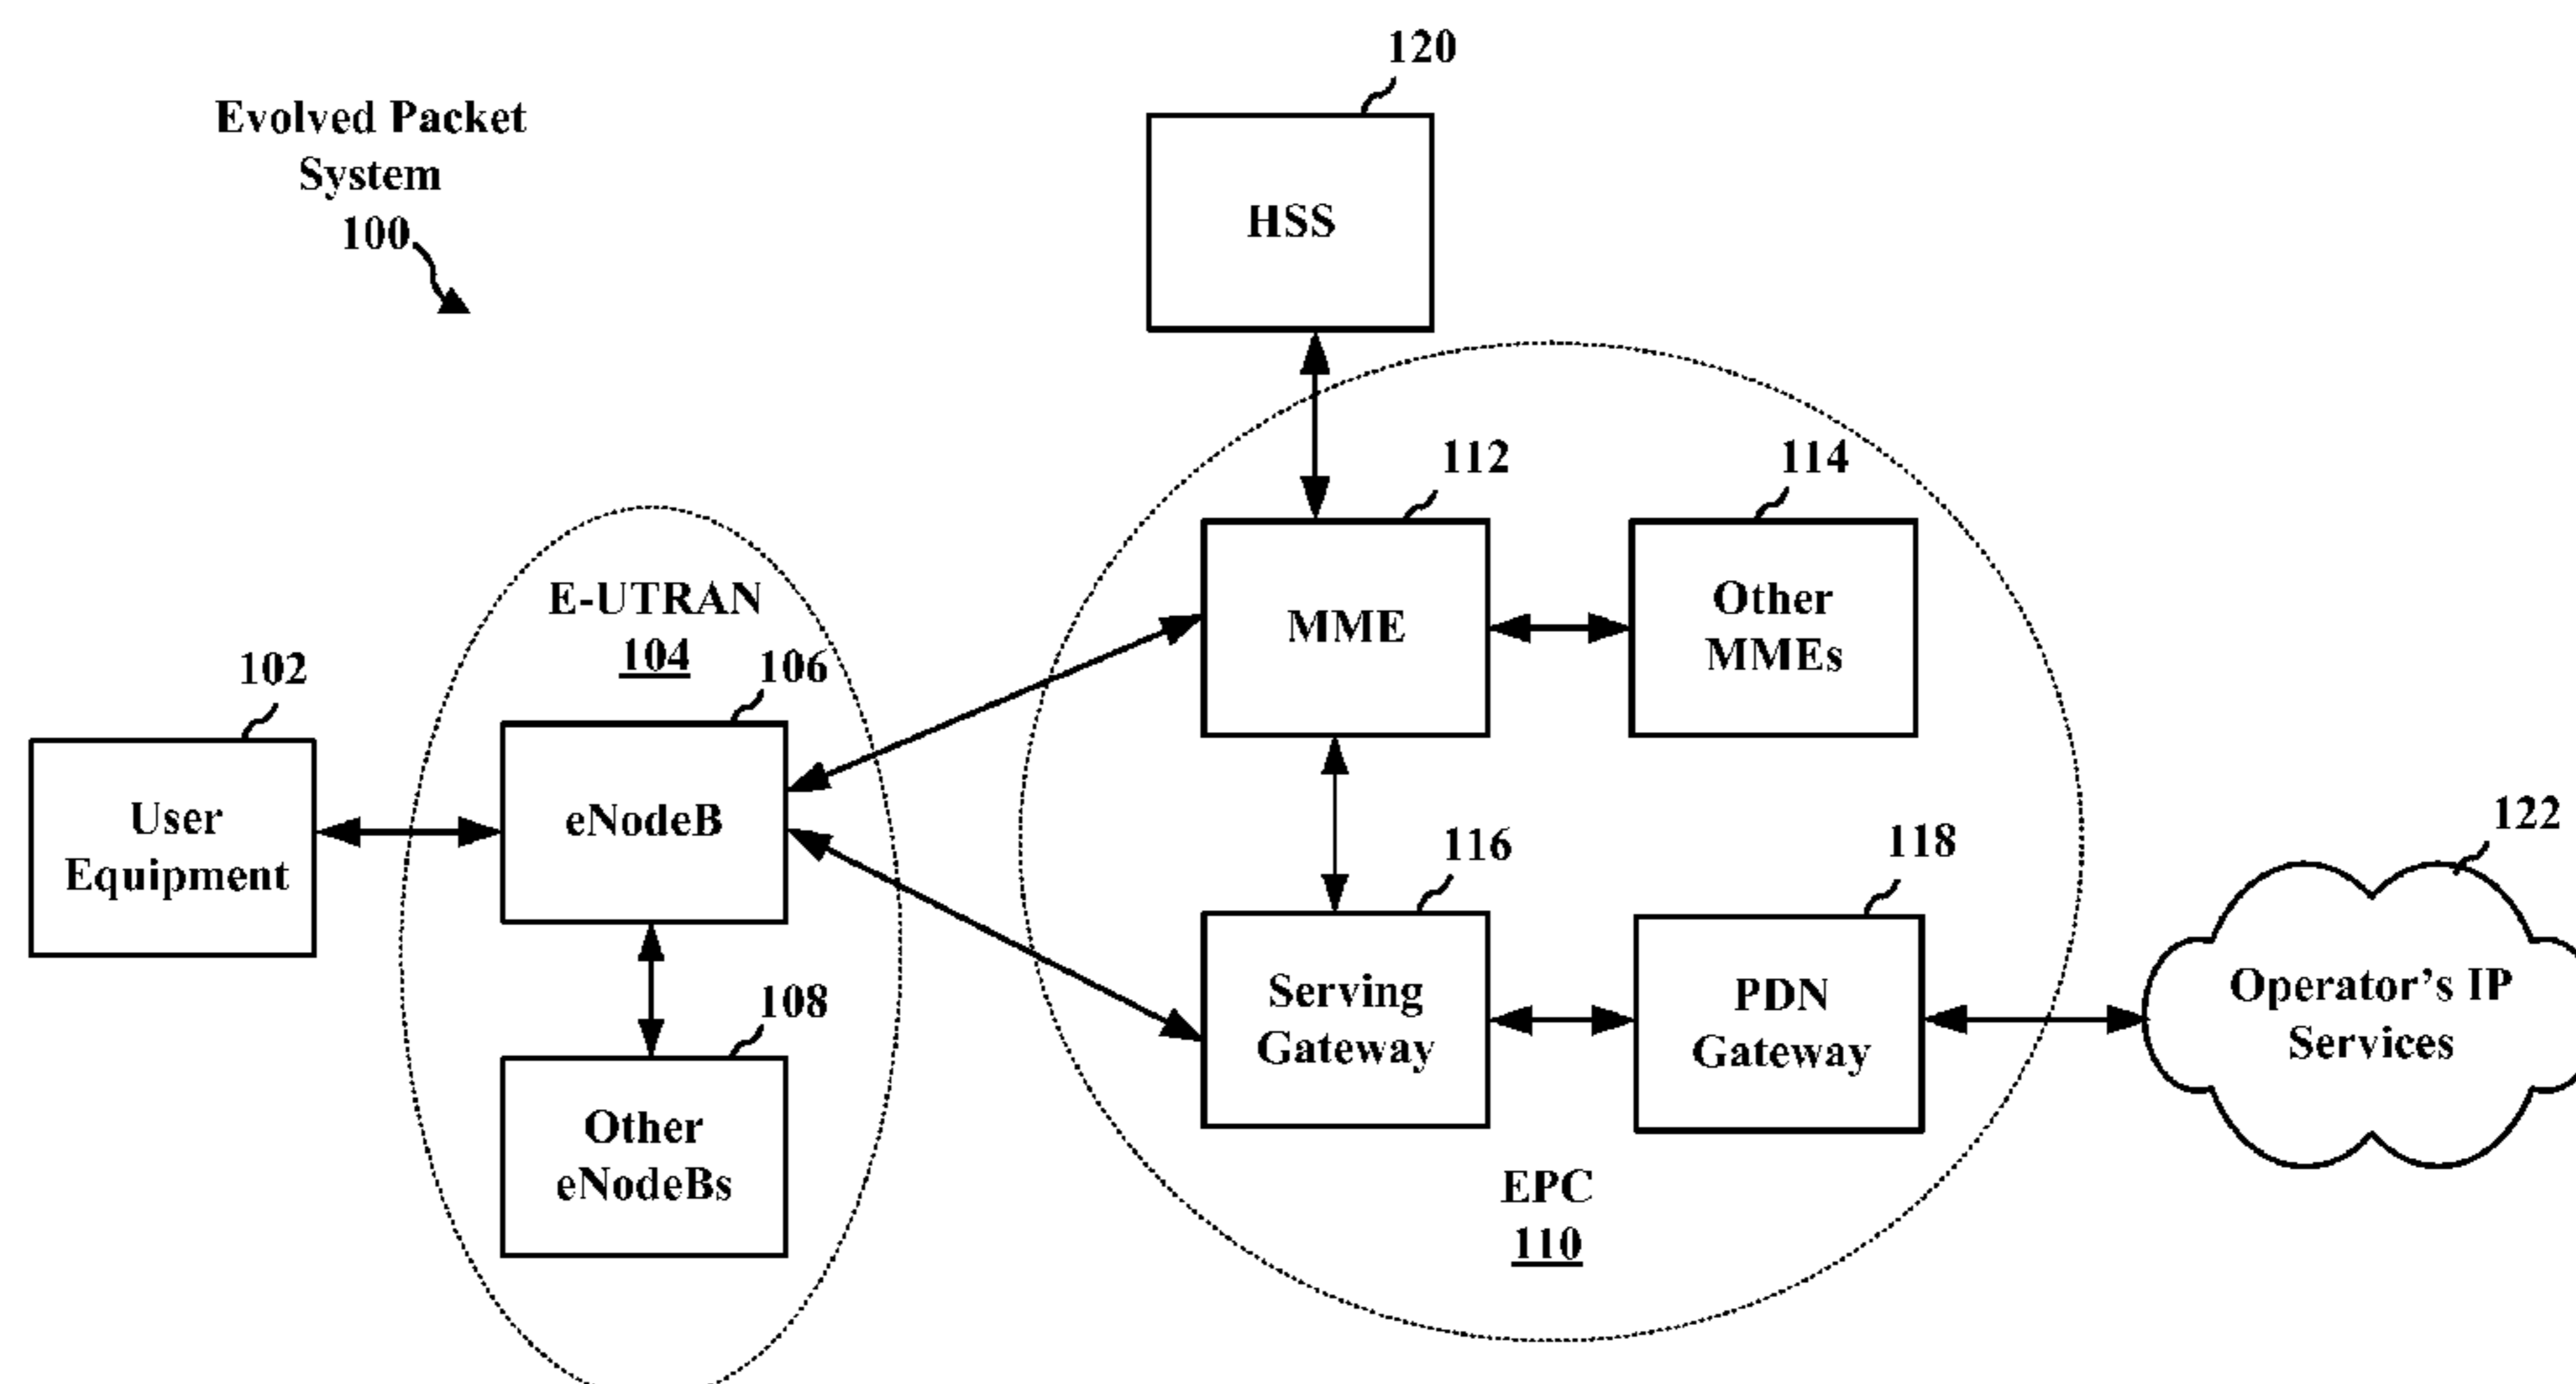 120
Evolved Packet
System
100
HSS
112
114
E-UTRAN
104
106
MME
Other
MMEs
102
User
Equipment
eNodeB
116
118
122
108
Serving
Gateway
PDN
Gateway
Operator's IP
Services
Other
eNodeBs
EPC
110